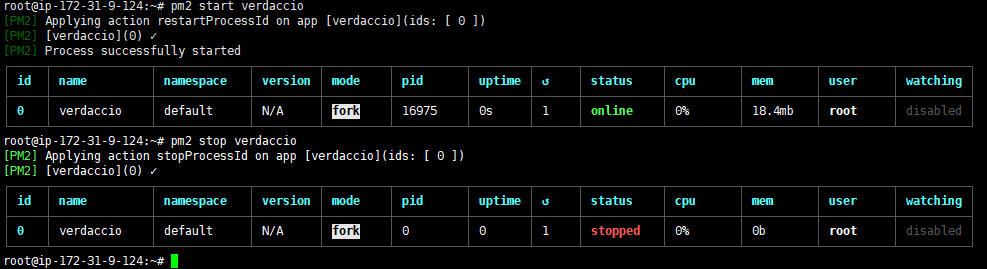 root@ip-172-31-9-124:~# pm2 start verdaccio
[PM2] Applying action restartProcessId on app [verdaccio](ids: [ 0 ])
[PM2] [verdaccio](0) ✓
[PM2] Process successfully started
id name namespace version mode pid uptime ↺ status cpu mem user watching
0 verdaccio default N/A fork 16975 0s 1 online 0% 18.4mb root disabled
root@ip-172-31-9-124:~# pm2 stop verdaccio
[PM2] Applying action stopProcessId on app [verdaccio](ids: [ 0 ])
[PM2] [verdaccio](0) ✓
id name namespace version mode pid uptime ↺ status cpu mem user watching
0 verdaccio default N/A fork 0 0 1 stopped 0% 0b root disabled
root@ip-172-31-9-124:~#